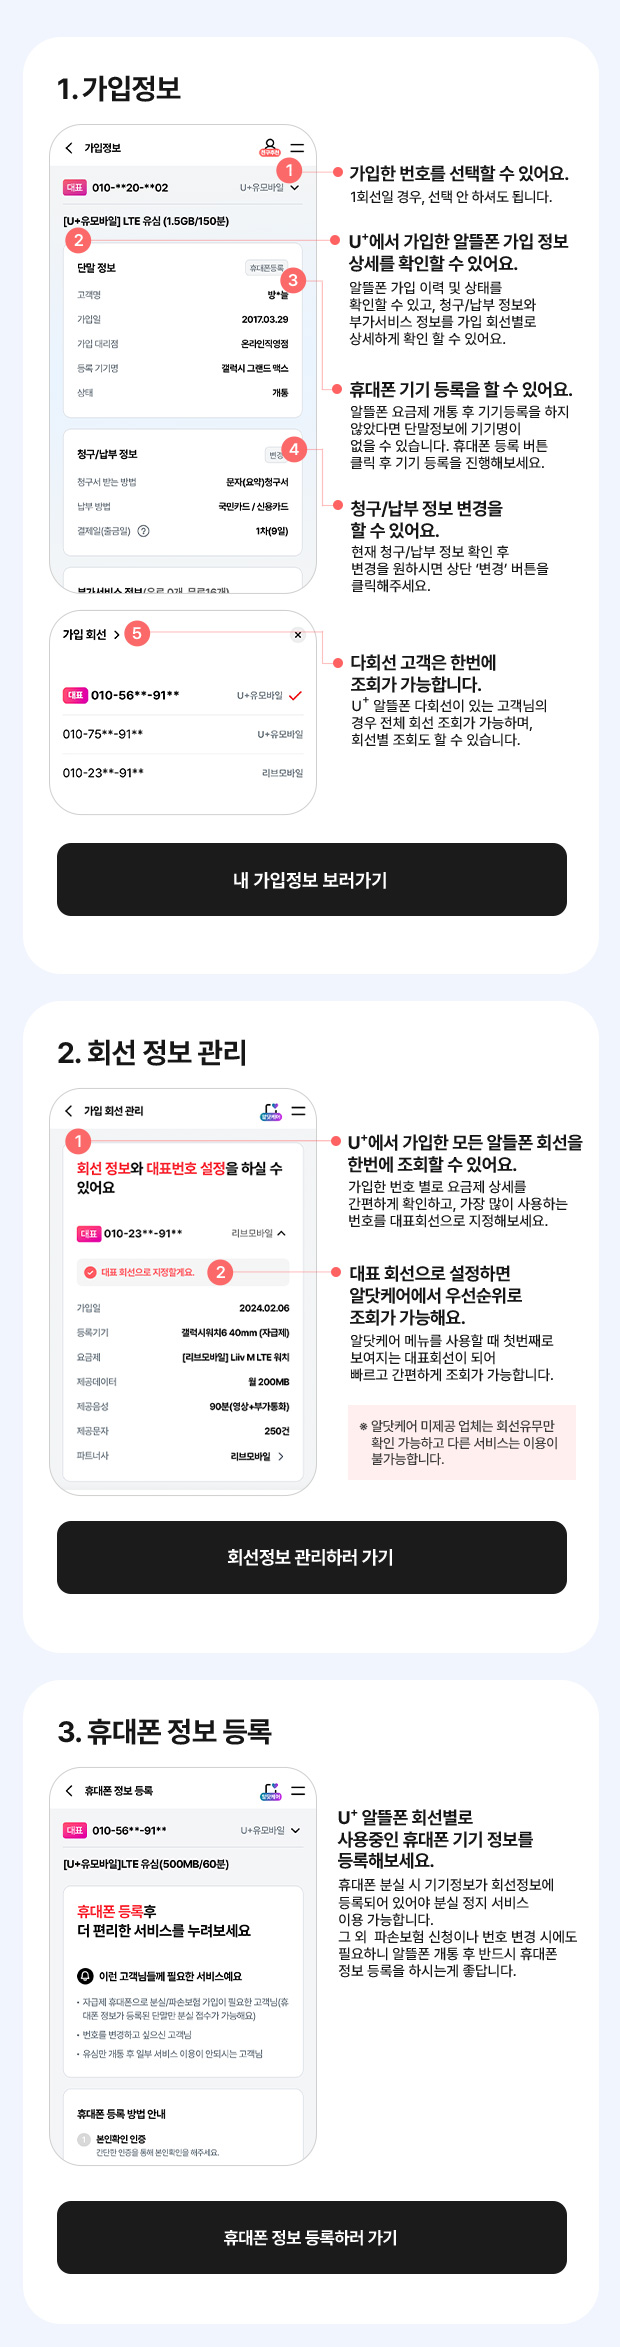 1. 가입정보
가입정보
대표 010-**20-**02
U+유모바일
1
[U+유모바일] LTE 유심 (1.5GB/150분)
2
단말 정보
휴대폰등록
3
고객명 방*늘
가입일 2017.03.29
가입 대리점 온라인직영점
등록 기기명 갤럭시 그랜드 맥스
상태 개통
청구/납부 정보
변경
4
청구서 받는 방법 문자(요약)청구서
납부 방법 국민카드 / 신용카드
결제일(출금일) ? 1차(9일)
부가서비스 정보(유료 0개, 무료16개)
가입한 번호를 선택할 수 있어요.
1회선일 경우, 선택 안 하셔도 됩니다.
U+에서 가입한 알뜰폰 가입 정보
상세를 확인할 수 있어요.
알뜰폰 가입 이력 및 상태를
확인할 수 있고, 청구/납부 정보와
부가서비스 정보를 가입 회선별로
상세하게 확인 할 수 있어요.
휴대폰 기기 등록을 할 수 있어요.
알뜰폰 요금제 개통 후 기기등록을 하지
않았다면 단말정보에 기기명이
없을 수 있습니다. 휴대폰 등록 버튼
클릭 후 기기 등록을 진행해보세요.
청구/납부 정보 변경을
할 수 있어요.
현재 청구/납부 정보 확인 후
변경을 원하시면 상단 ‘변경’ 버튼을
클릭해주세요.
가입 회선 >
5
대표 010-56**-91** U+유모바일
010-75**-91** U+유모바일
010-23**-91** 리브모바일
다회선 고객은 한번에
조회가 가능합니다.
U+ 알뜰폰 다회선이 있는 고객님의
경우 전체 회선 조회가 가능하며,
회선별 조회도 할 수 있습니다.
내 가입정보 보러가기
2. 회선 정보 관리
가입 회선 관리
알닷케어
1
회선 정보와 대표번호 설정을 하실 수
있어요
대표 010-23**-91** 리브모바일
대표 회선으로 지정할게요.
2
가입일 2024.02.06
등록기기 갤럭시워치6 40mm (자급제)
요금제 [리브모바일] Liiv M LTE 워치
제공데이터 월 200MB
제공음성 90분(영상+부가통화)
제공문자 250건
파트너사 리브모바일 >
U+에서 가입한 모든 알들폰 회선을
한번에 조회할 수 있어요.
가입한 번호 별로 요금제 상세를
간편하게 확인하고, 가장 많이 사용하는
번호를 대표회선으로 지정해보세요.
대표 회선으로 설정하면
알닷케어에서 우선순위로
조회가 가능해요.
알닷케어 메뉴를 사용할 때 첫번째로
보여지는 대표회선이 되어
빠르고 간편하게 조회가 가능합니다.
※ 알닷케어 미제공 업체는 회선유무만
확인 가능하고 다른 서비스는 이용이
불가능합니다.
회선정보 관리하러 가기
3. 휴대폰 정보 등록
휴대폰 정보 등록
알닷케어
대표 010-56**-91** U+유모바일
[U+유모바일]LTE 유심(500MB/60분)
휴대폰 등록후
더 편리한 서비스를 누려보세요
이런 고객님들께 필요한 서비스예요
• 자급제 휴대폰으로 분실/파손보험 가입이 필요한 고객님(휴
대폰 정보가 등록된 단말만 분실 접수가 가능해요)
• 번호를 변경하고 싶으신 고객님
• 유심만 개통 후 일부 서비스 이용이 안되시는 고객님
휴대폰 등록 방법 안내
1 본인확인 인증
간단한 인증을 통해 본인확인을 해주세요.
U+ 알뜰폰 회선별로
사용중인 휴대폰 기기 정보를
등록해보세요.
휴대폰 분실 시 기기정보가 회선정보에
등록되어 있어야 분실 정지 서비스
이용 가능합니다.
그 외 파손보험 신청이나 번호 변경 시에도
필요하니 알뜰폰 개통 후 반드시 휴대폰
정보 등록을 하시는게 좋답니다.
휴대폰 정보 등록하러 가기